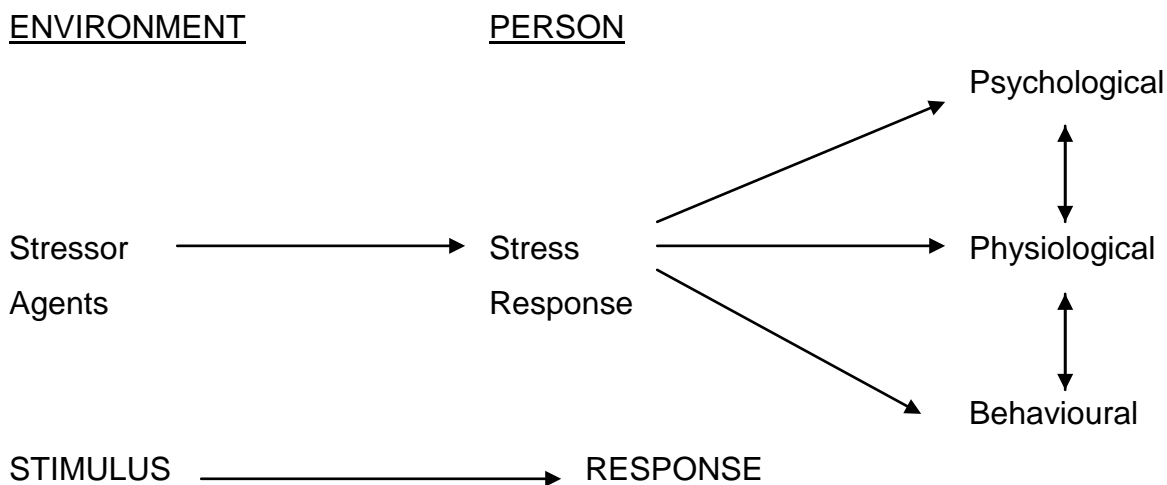 ENVIRONMENT PERSON
Psychological
Stressor Stress Physiological
Agents Response
Behavioural
STIMULUS RESPONSE